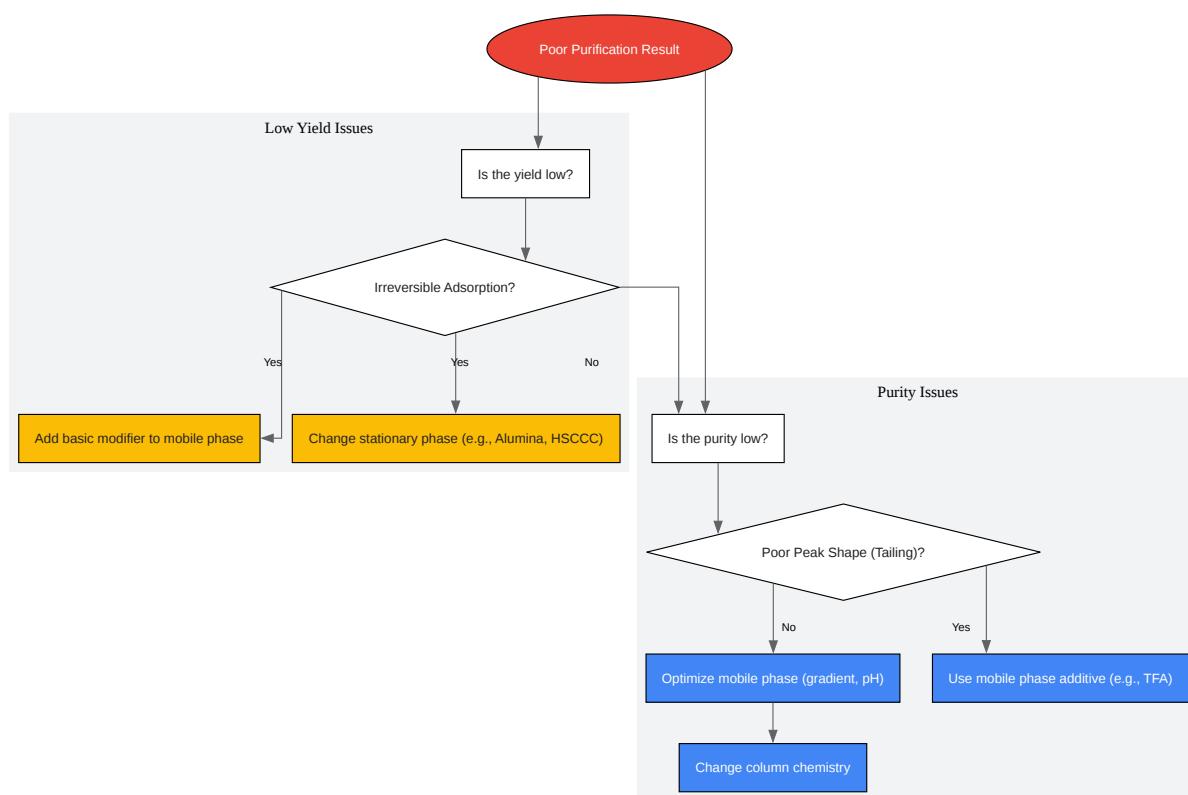 Poor Purification Result
Low Yield Issues
Is the yield low?
Irreversible Adsorption?
Yes
Yes
No
Add basic modifier to mobile phase
Change stationary phase (e.g., Alumina, HSCCC)
Purity Issues
Is the purity low?
Poor Peak Shape (Tailing)?
No
Yes
Optimize mobile phase (gradient, pH)
Use mobile phase additive (e.g., TFA)
Change column chemistry